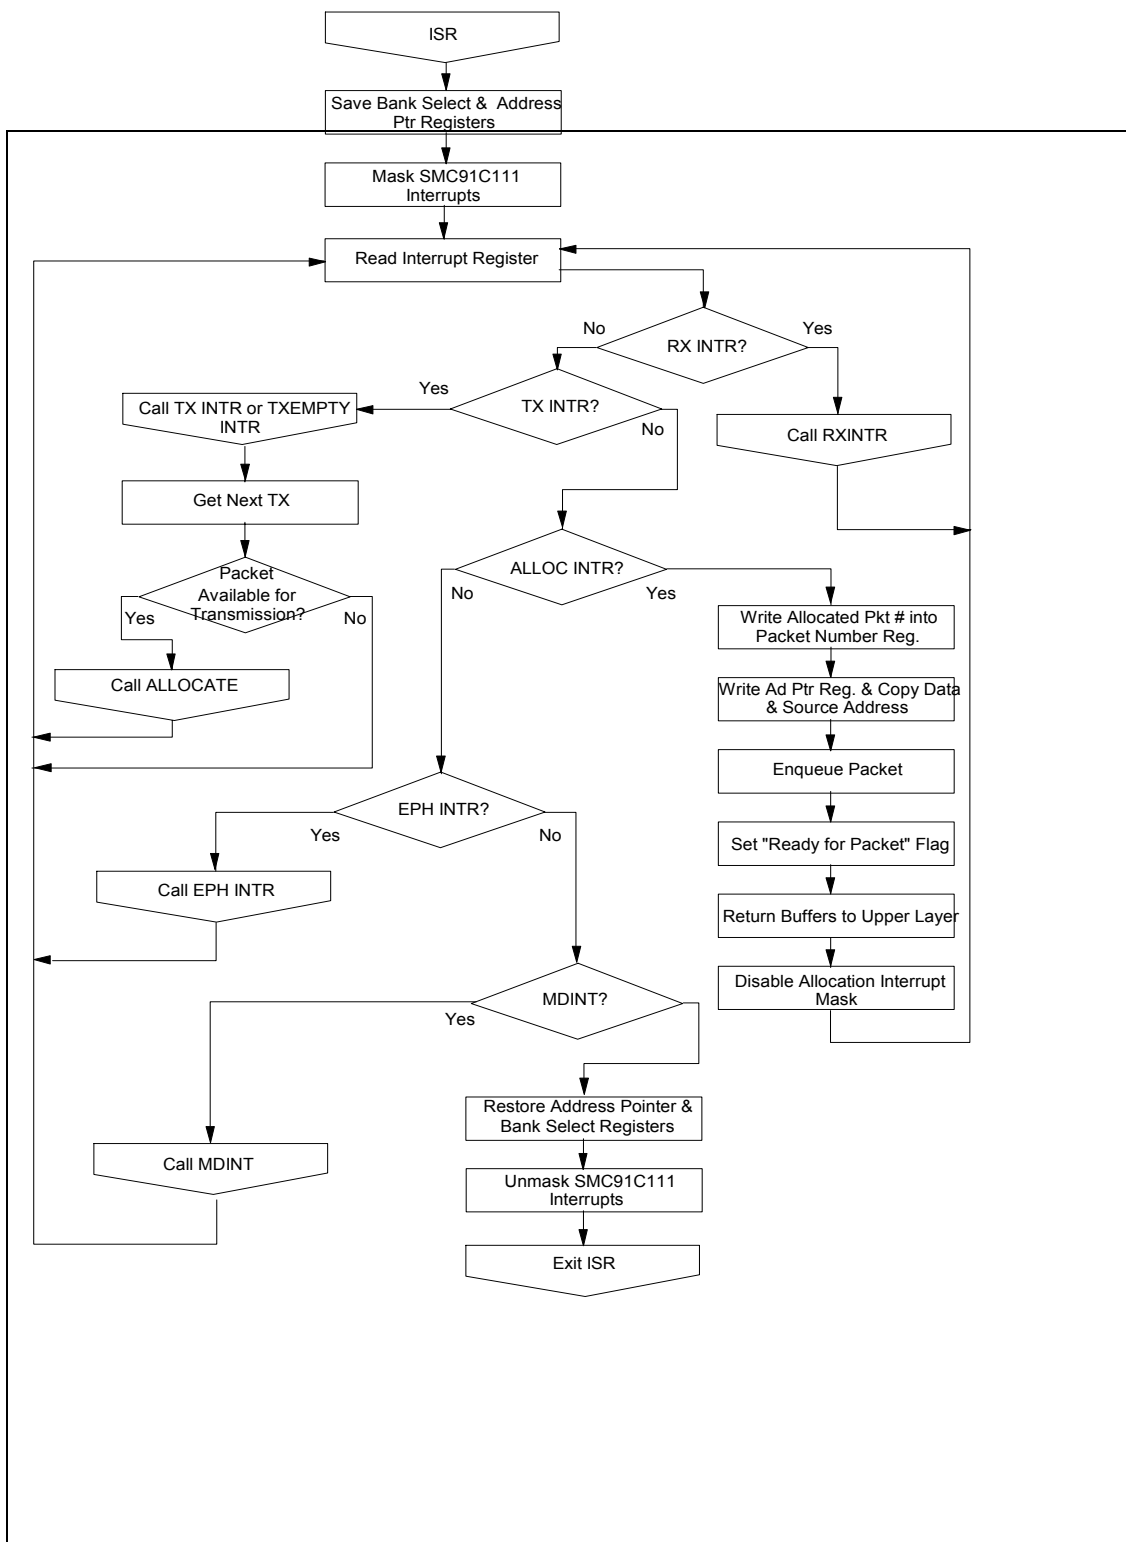 ISR
Save Bank Select & Address
Ptr Registers
Mask SMC91C111
Interrupts
Read Interrupt Register
No
Yes
RX INTR?
Yes
TX INTR?
No
Call TX INTR or TXEMPTY
INTR
Call RXINTR
Get Next TX
ALLOC INTR?
No
Yes
Packet
Available for
Transmission?
Yes
No
Write Allocated Pkt # into
Packet Number Reg.
Call ALLOCATE
Write Ad Ptr Reg. & Copy Data
& Source Address
Enqueue Packet
EPH INTR?
Yes
No
Set "Ready for Packet" Flag
Call EPH INTR
Return Buffers to Upper Layer
Disable Allocation Interrupt
Mask
MDINT?
Yes
Restore Address Pointer &
Bank Select Registers
Call MDINT
Unmask SMC91C111
Interrupts
Exit ISR